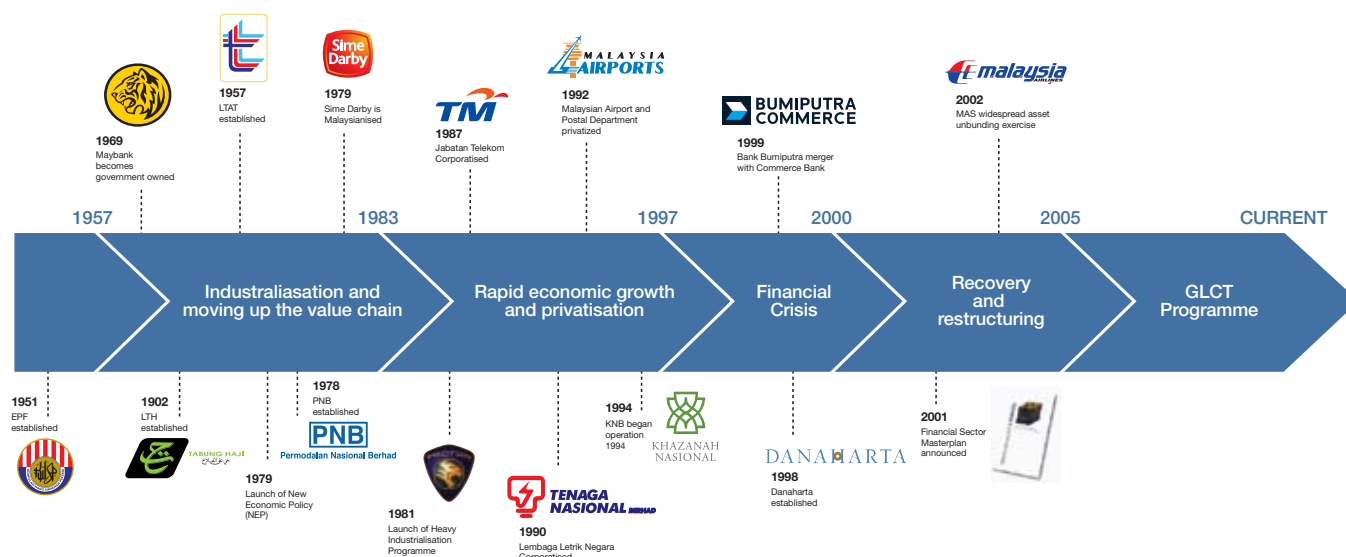 1969
Maybank
becomes
government owned
1957
LTAT
established
Sime
Darby
1979
Sime Darby is
Malaysianised
TM
1987
Jabatan Telekom
Corporatised
MALAYSIA
AIRPORTS
1992
Malaysian Airport and
Postal Department
privatized
BUMIPUTRA
COMMERCE
1999
Bank Bumiputra merger
with Commerce Bank
malaysia
AIRLINES
2002
MAS widespread asset
unbunding exercise
1957
1983
1997
2000
2005
CURRENT
Industraliasation and
moving up the value chain
Rapid economic growth
and privatisation
Financial
Crisis
Recovery
and
restructuring
GLCT
Programme
1951
EPF
established
1902
LTH
established
TABUNG HAJI
1979
Launch of New
Economic Policy
(NEP)
1978
PNB
established
PNB
Permodalan Nasional Berhad
PROTON
1981
Launch of Heavy
Industrialisation
Programme
TENAGA
NASIONAL BERHAD
1990
Lembaga Letrik Negara
Corporatised
1994
KNB began
operation
1994
KHAZANAH
NASIONAL
DANAHARTA
1998
Danaharta
established
2001
Financial Sector
Masterplan
announced